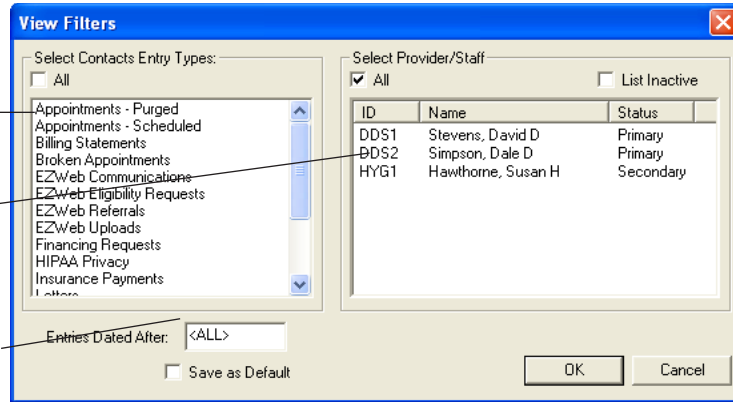 View Filters
Select Contacts Entry Types:
All
Appointments - Purged
Appointments - Scheduled
Billing Statements
Broken Appointments
EZWeb Communications
EZWeb Eligibility Requests
EZWeb Referrals
EZWeb Uploads
Financing Requests
HIPAA Privacy
Insurance Payments
Letters
Select Provider/Staff
All List Inactive
ID Name Status
DDS1 Stevens, David D Primary
DDS2 Simpson, Dale D Primary
HYG1 Hawthorne, Susan H Secondary
Entries Dated After: <ALL>
Save as Default
OK Cancel